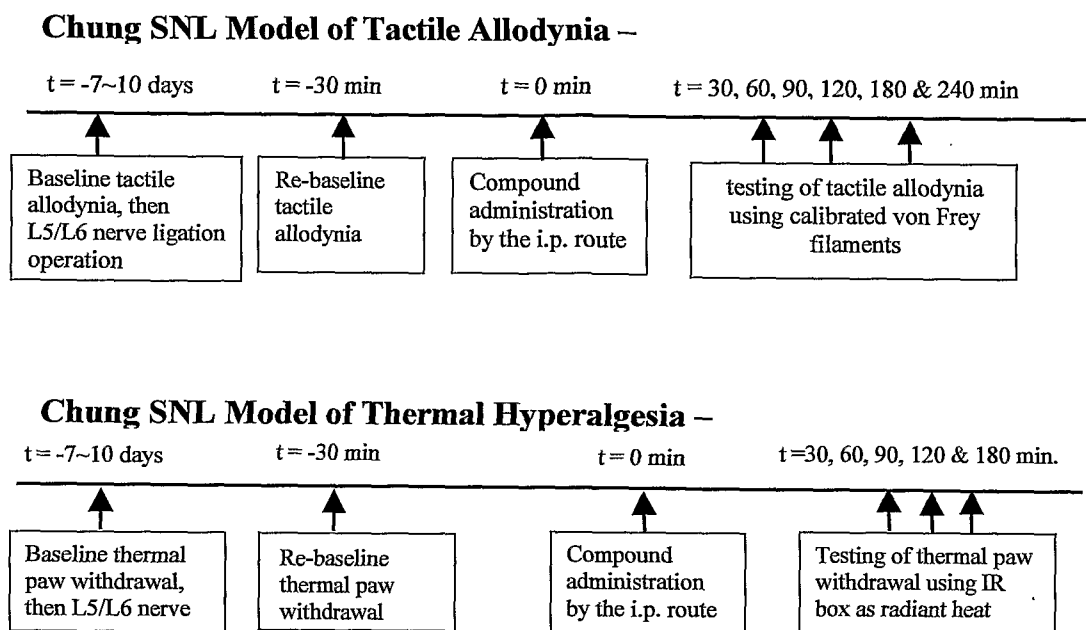 Chung SNL Model of Tactile Allodynia –
t = -7~10 days t = -30 min t = 0 min t = 30, 60, 90, 120, 180 & 240 min
Baseline tactile
allodynia, then
L5/L6 nerve ligation
operation
Re-baseline
tactile
allodynia
Compound
administration
by the i.p. route
testing of tactile allodynia
using calibrated von Frey
filaments
Chung SNL Model of Thermal Hyperalgesia –
t = -7~10 days t = -30 min t = 0 min t =30, 60, 90, 120 & 180 min.
Baseline thermal
paw withdrawal,
then L5/L6 nerve
Re-baseline
thermal paw
withdrawal
Compound
administration
by the i.p. route
Testing of thermal paw
withdrawal using IR
box as radiant heat